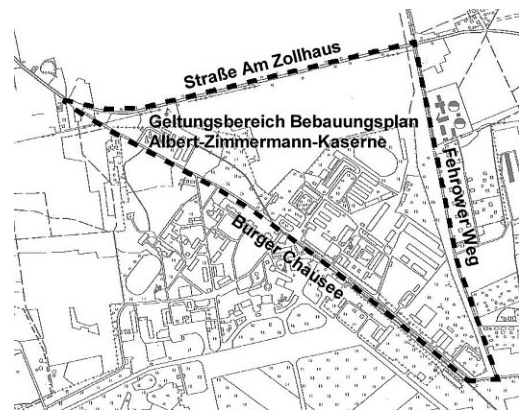 Straße Am Zollhaus
Geltungsbereich Bebauungsplan
Albert-Zimmermann-Kaserne
Fehrower Weg
Burger Chausee